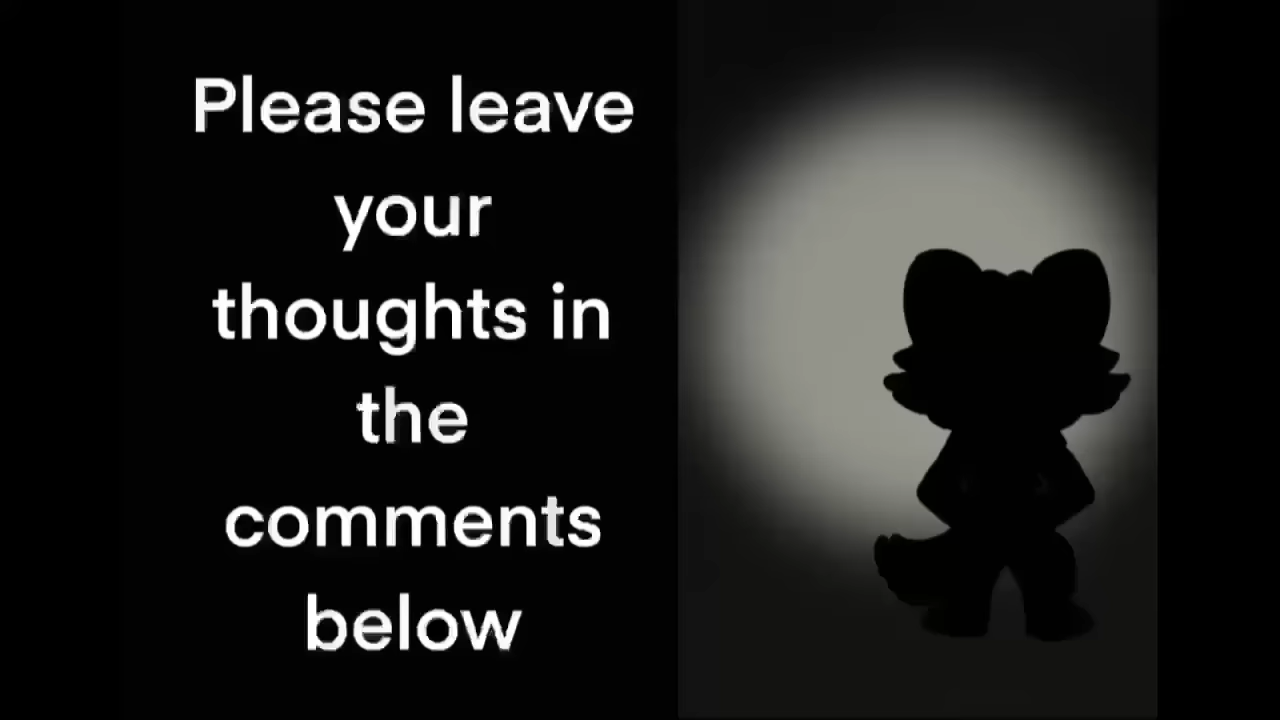 Please leave
your
thoughts in
the
comments
below